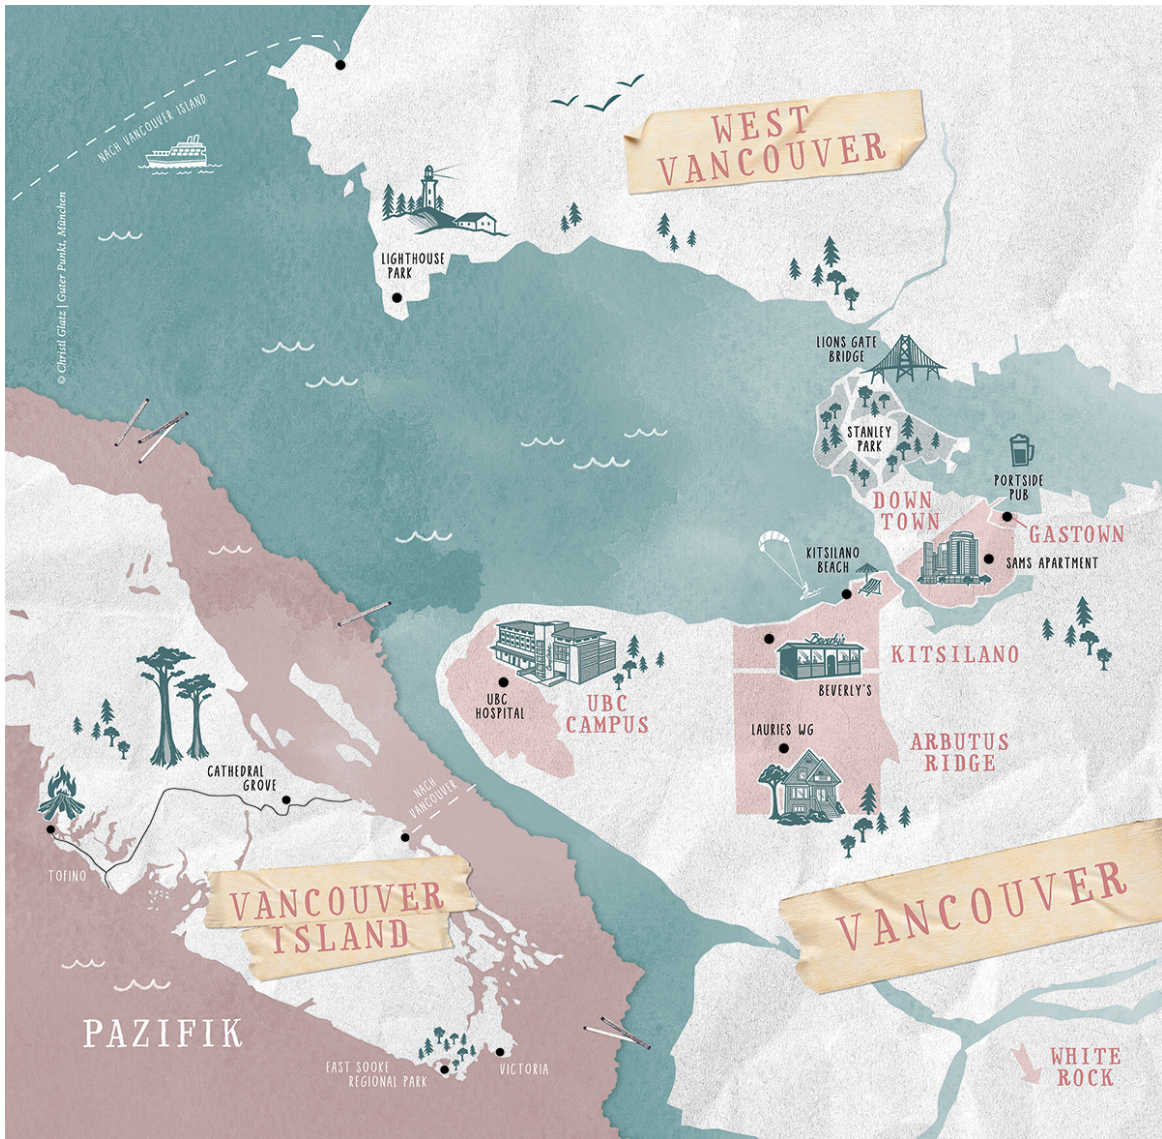 NACH VANCOUVER ISLAND
© Christl Glatz | Guter Punkt, München
WEST
VANCOUVER
LIGHTHOUSE
PARK
LIONS GATE
BRIDGE
STANLEY
PARK
PORTSIDE
PUB
DOWN
TOWN
GASTOWN
SAMS APARTMENT
KITSILANO
BEACH
Beverly's
KITSILANO
BEVERLY'S
UBC
HOSPITAL
UBC
CAMPUS
LAURIES WG
ARBUTUS
RIDGE
CATHEDRAL
GROVE
NACH
VANCOUVER
TOFINO
VANCOUVER
ISLAND
VANCOUVER
PAZIFIK
EAST SOOKE
REGIONAL PARK
VICTORIA
WHITE
ROCK